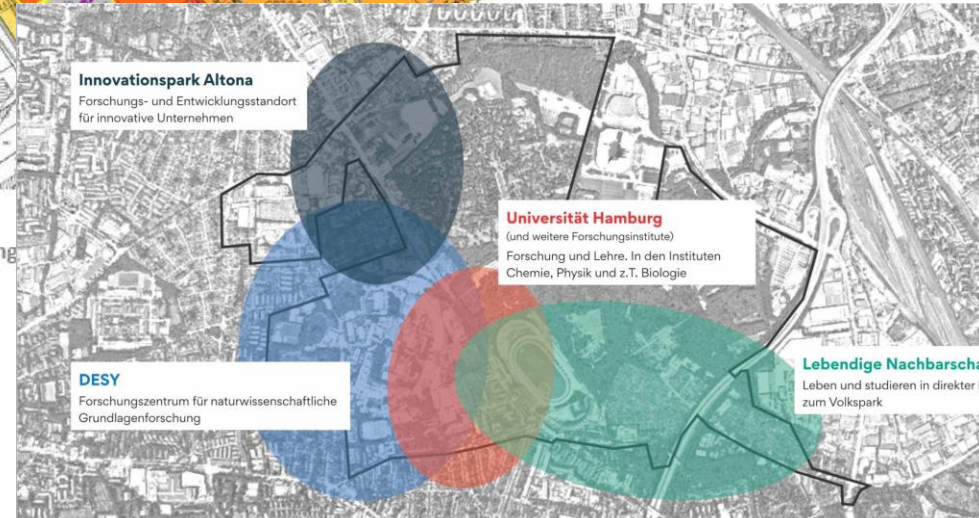 Innovationspark Altona
Forschungs- und Entwicklungsstandort
für innovative Unternehmen
Universität Hamburg
(und weitere Forschungsinstitute)
Forschung und Lehre. In den Instituten
Chemie, Physik und z.T. Biologie
DESY
Forschungszentrum für naturwissenschaftliche
Grundlagenforschung
Lebendige
Leben und studieren in direkter
zum Volkspark